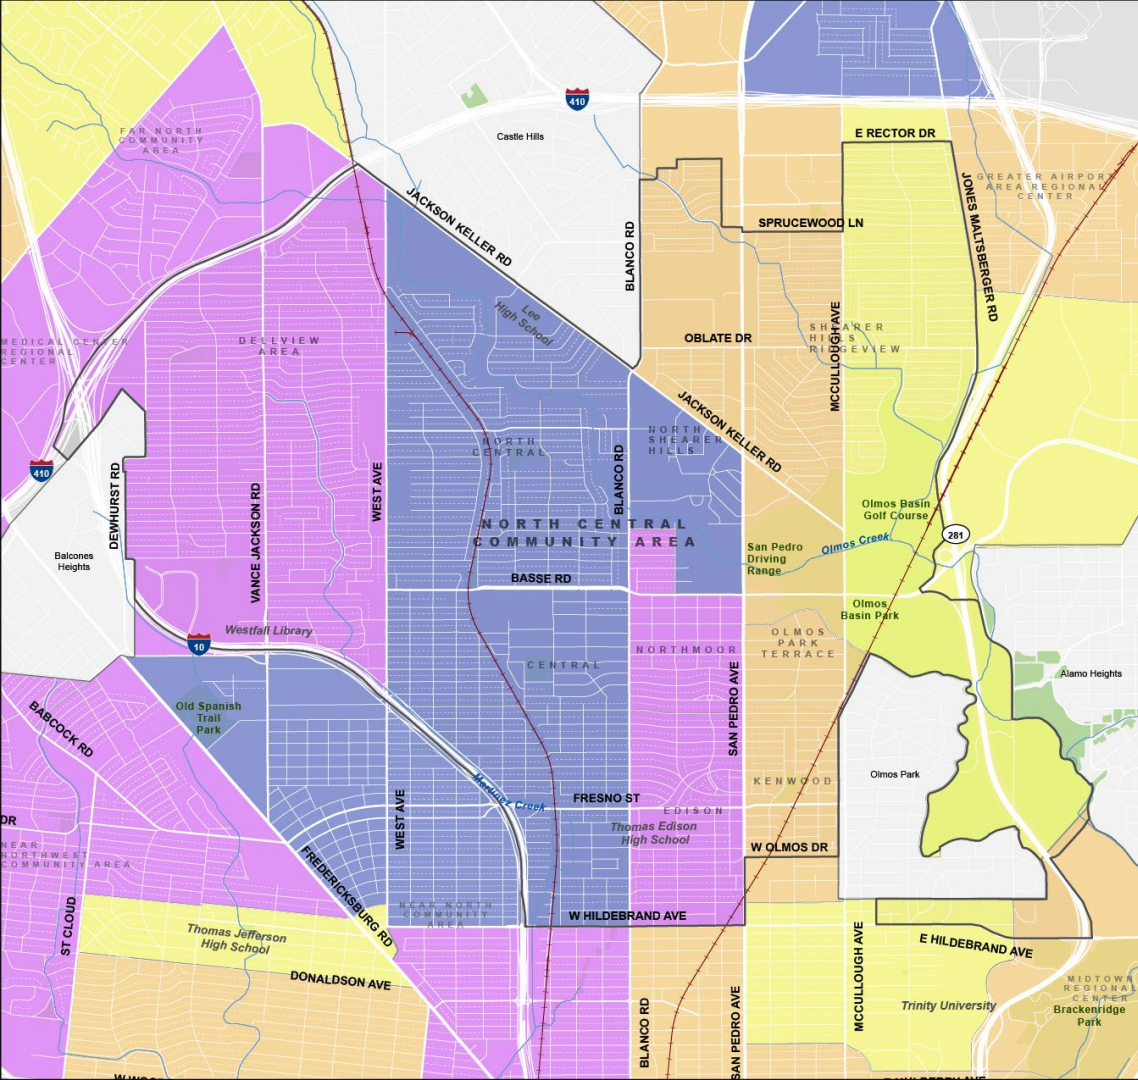 410
Castle Hills
FAR NORTH
COMMUNITY
AREA
E RECTOR DR
GREATER AIRPORT
AREA REGIONAL
CENTER
JACKSON KELLER RD
BLANCO RD
SPRUCEWOOD LN
JONES MALTSBERGER RD
Lee
High School
MEDICAL CENTER
REGIONAL
CENTER
DELLVIEW
AREA
OBLATE DR
MCCULLOUGH AVE
SHEARER
HILLS
RIDGEVIEW
JACKSON KELLER RD
NORTH
CENTRAL
NORTH
SHEARER
HILLS
410
DEWHURST RD
VANCE JACKSON RD
WEST AVE
BLANCO RD
NORTH CENTRAL
COMMUNITY AREA
Olmos Basin
Golf Course
281
Olmos Creek
San Pedro
Driving
Range
Balcones
Heights
BASSE RD
Olmos
Basin Park
Westfall Library
10
OLMOS
PARK
TERRACE
NORTHMOOR
CENTRAL
SAN PEDRO AVE
Alamo Heights
BABCOCK RD
Old Spanish
Trail
Park
Olmos Park
KENWOOD
Martinez Creek
FRESNO ST
EDISON
Thomas Edison
High School
WEST AVE
DR
NEAR
NORTHWEST
COMMUNITY AREA
W OLMOS DR
FREDERICKSBURG RD
NEAR NORTH
COMMUNITY
AREA
W HILDEBRAND AVE
ST CLOUD
Thomas Jefferson
High School
E HILDEBRAND AVE
DONALDSON AVE
BLANCO RD
SAN PEDRO AVE
MCCULLOUGH AVE
Trinity University
MIDTOWN
REGIONAL
CENTER
Brackenridge
Park